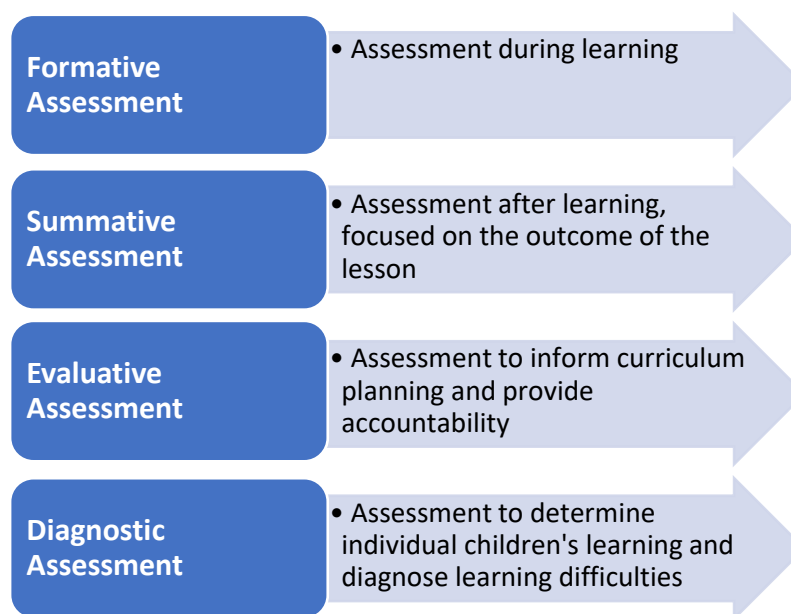 Formative
Assessment
• Assessment during learning
Summative
Assessment
• Assessment after learning,
focused on the outcome of the
lesson
Evaluative
Assessment
• Assessment to inform curriculum
planning and provide
accountability
Diagnostic
Assessment
• Assessment to determine
individual children's learning and
diagnose learning difficulties